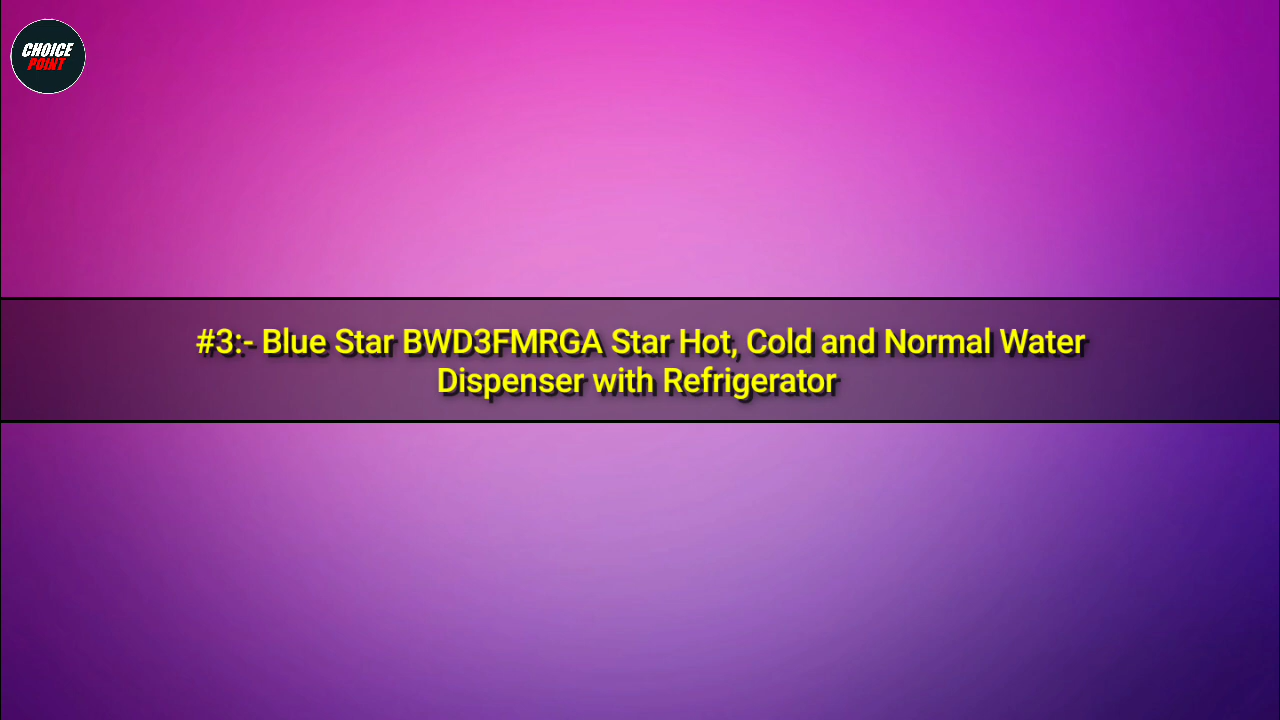 CHOICE
POINT
#3:- Blue Star BWD3FMRGA Star Hot, Cold and Normal Water
Dispenser with Refrigerator